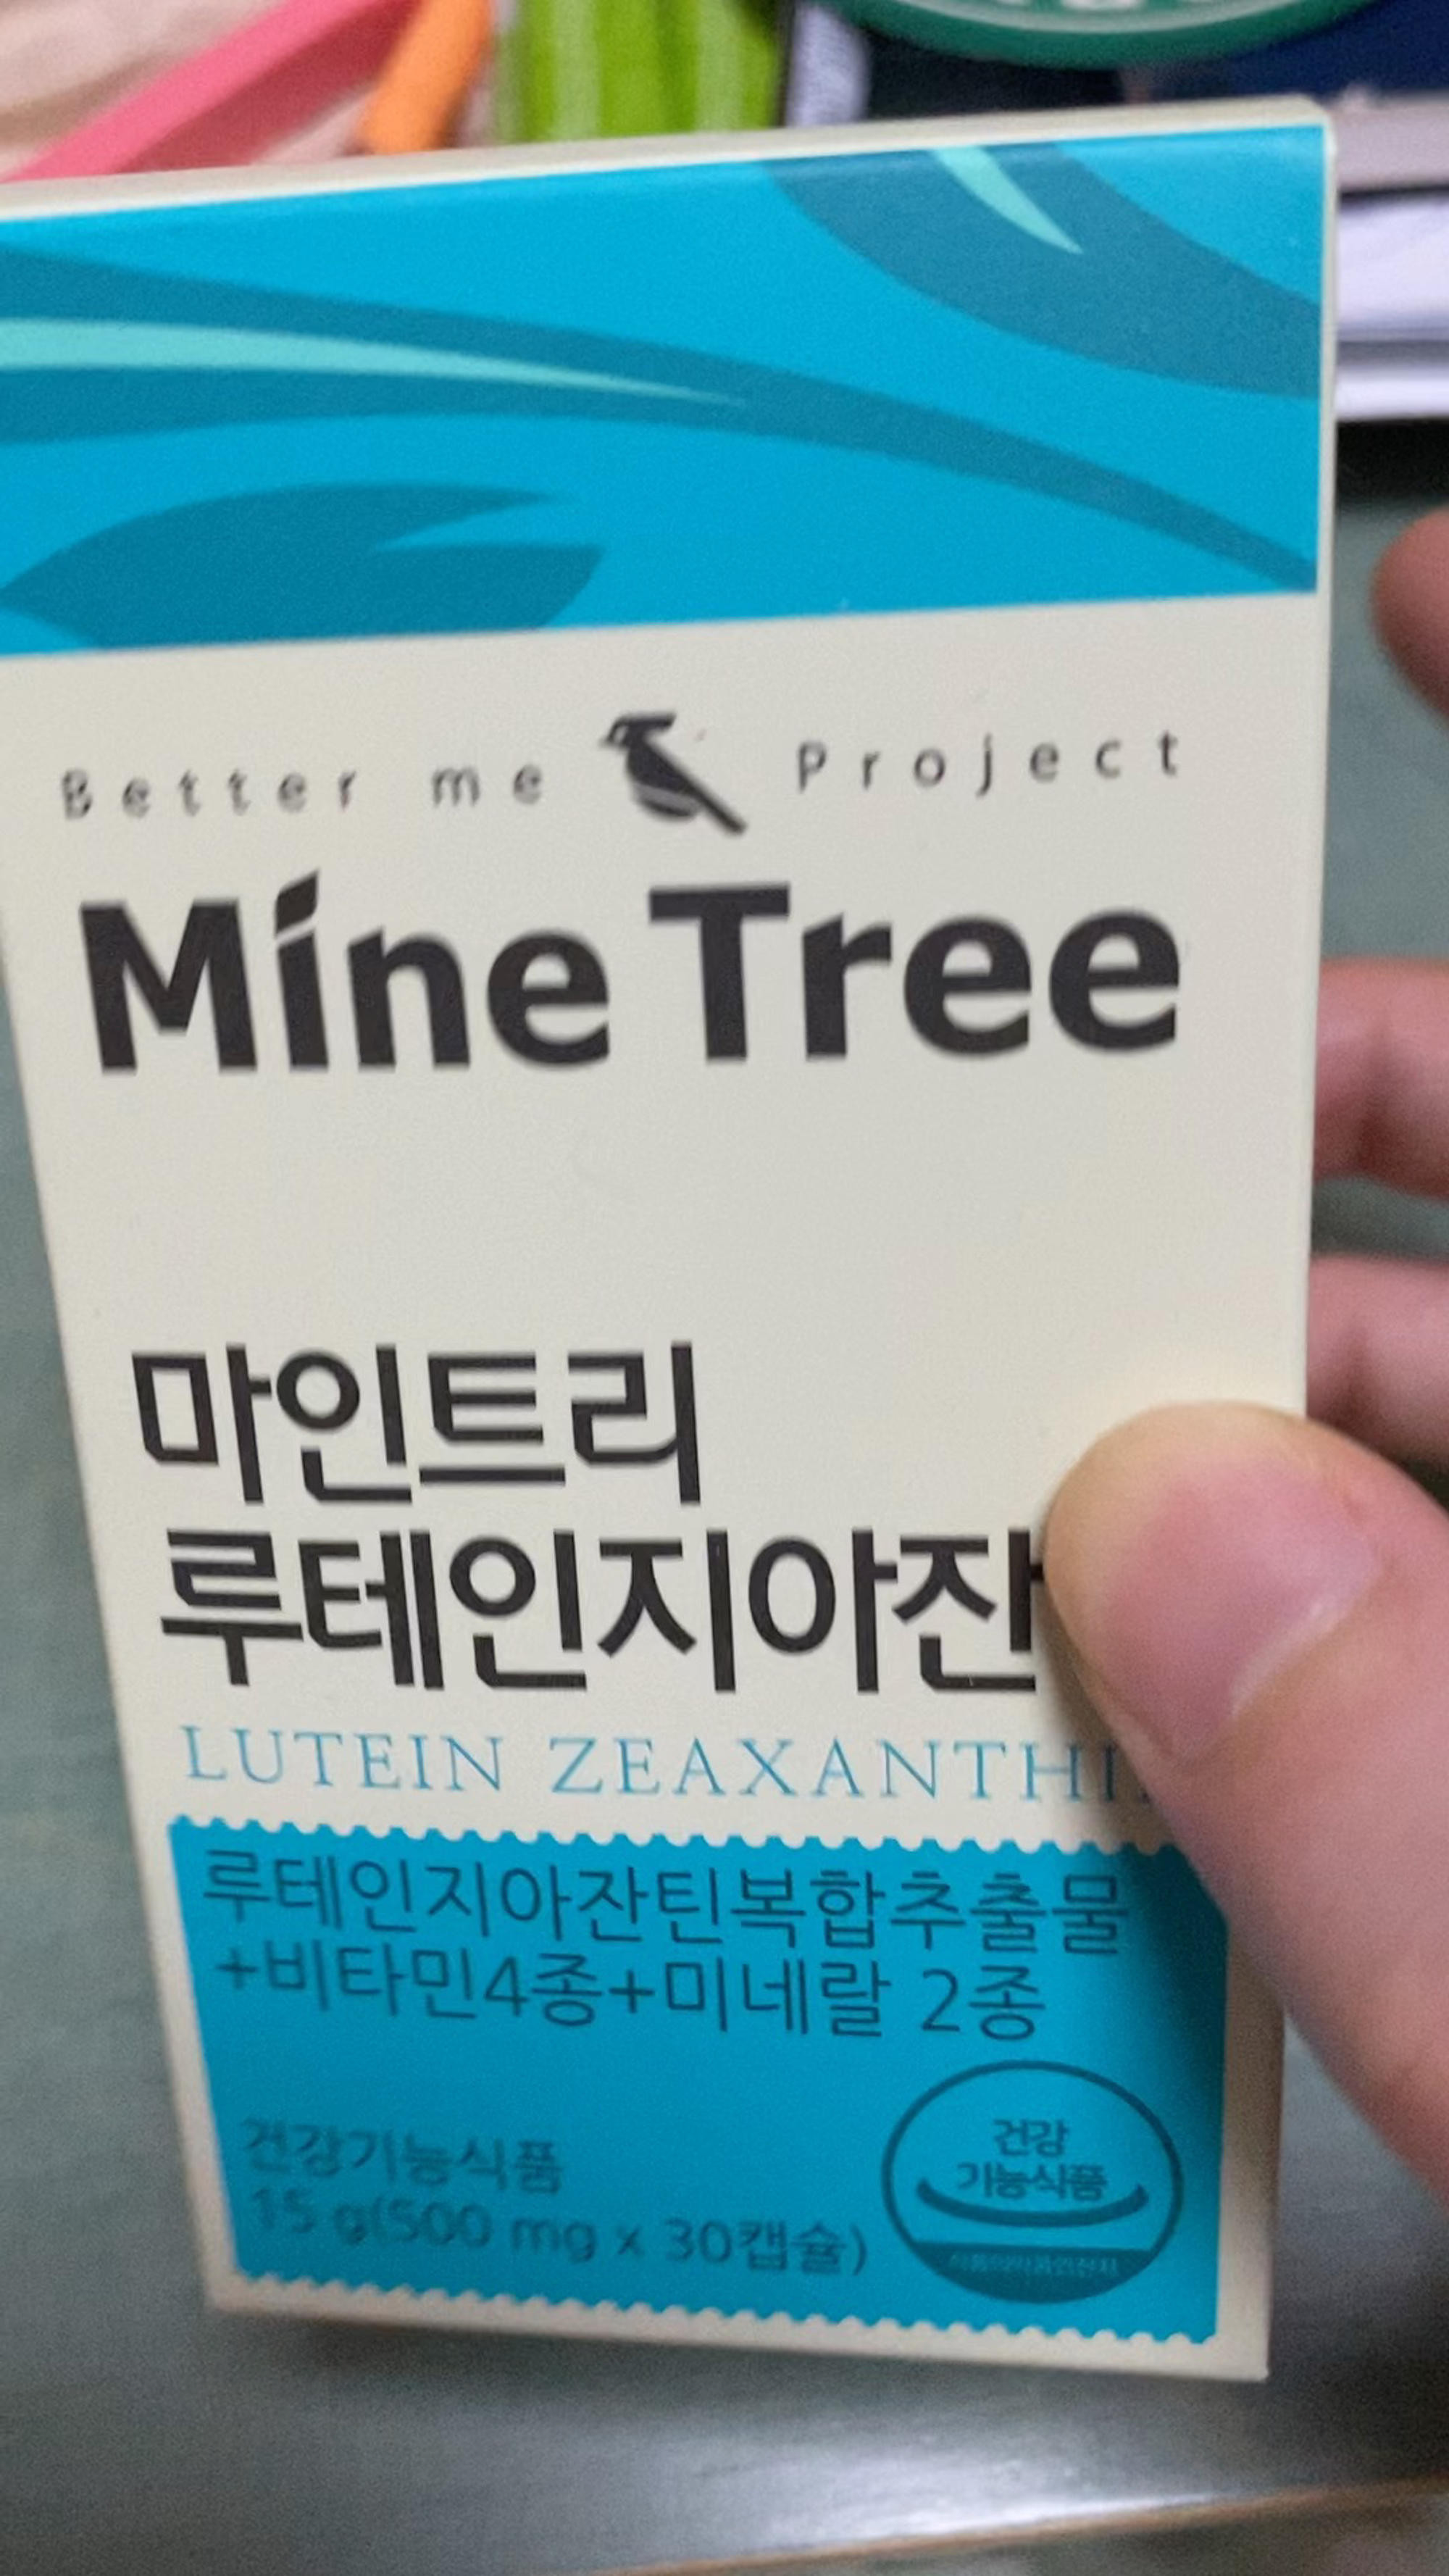 Better me Project
Mine Tree
마인트리
루테인지아잔
LUTEIN ZEAXANTHI
루테인지아잔틴복합추출물
+비타민4종+미네랄 2종
건강기능식품
15 g(500 mg x 30캡슐)
건강
기능식품